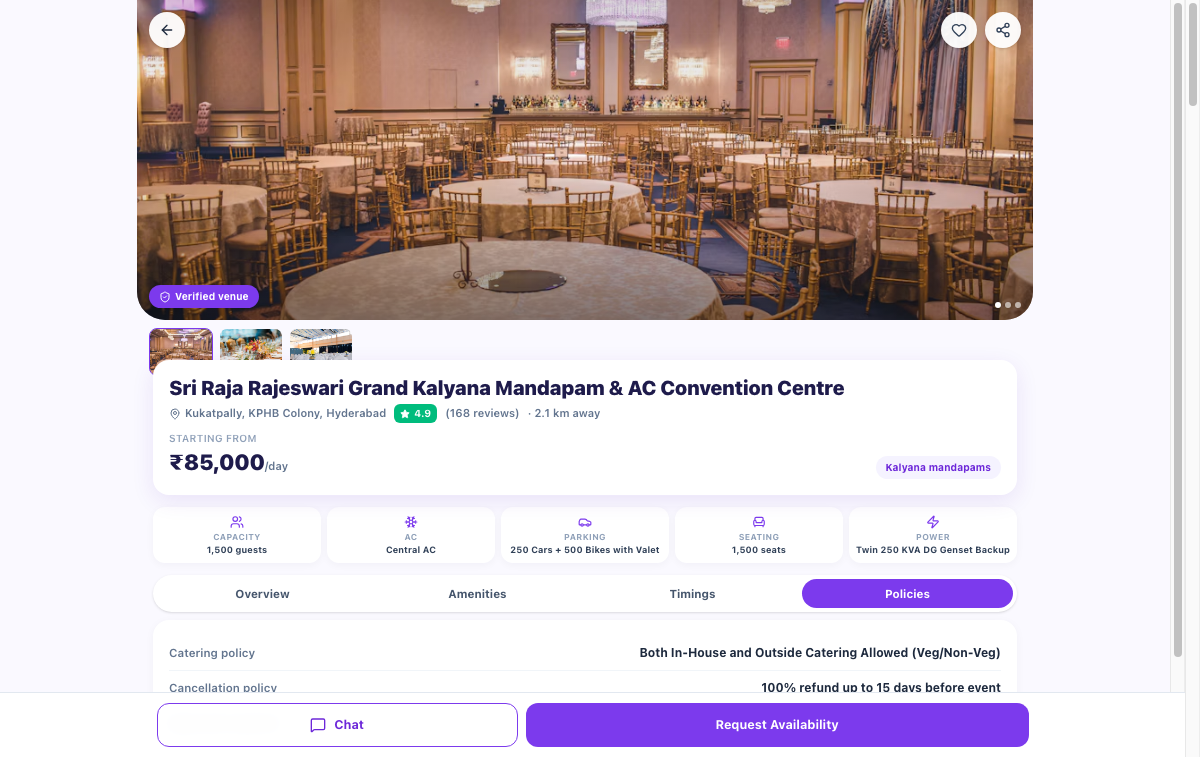 Verified venue
Sri Raja Rajeswari Grand Kalyana Mandapam & AC Convention Centre
Kukatpally, KPHB Colony, Hyderabad 4.9 (168 reviews) · 2.1 km away
STARTING FROM
₹85,000/day
Kalyana mandapams
CAPACITY
1,500 guests
AC
Central AC
PARKING
250 Cars + 500 Bikes with Valet
SEATING
1,500 seats
POWER
Twin 250 KVA DG Genset Backup
Overview Amenities Timings Policies
Catering policy Both In-House and Outside Catering Allowed (Veg/Non-Veg)
Cancellation policy 100% refund up to 15 days before event
Chat Request Availability